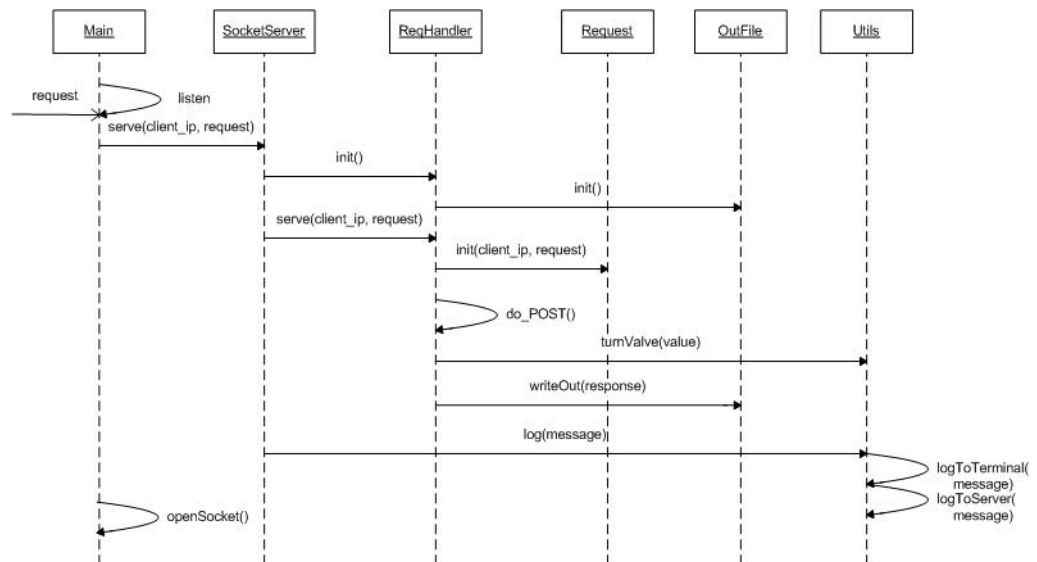 Main
SocketServer
ReqHandler
Request
OutFile
Utils
request
listen
serve(client_ip, request)
init()
init()
serve(client_ip, request)
init(client_ip, request)
do_POST()
turnValve(value)
writeOut(response)
log(message)
logToTerminal(
message)
logToServer(
message)
openSocket()